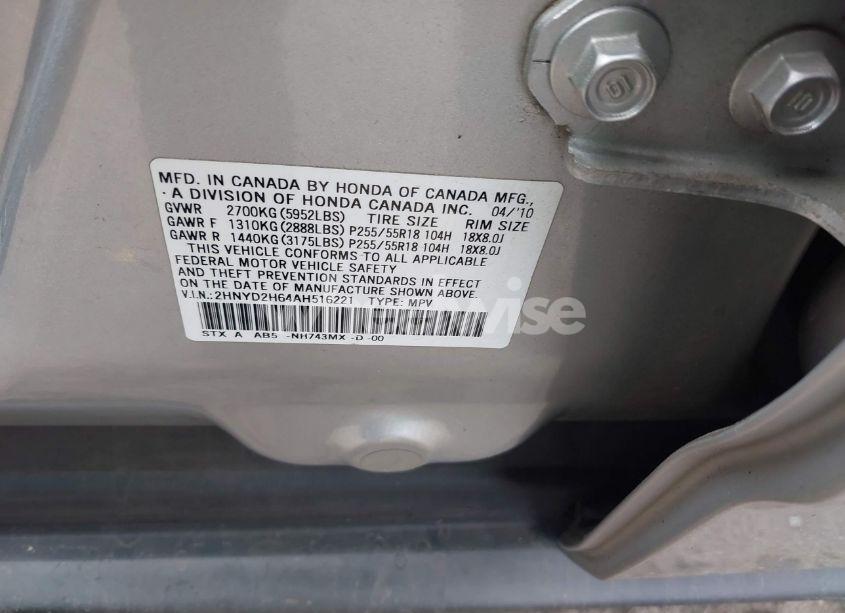 MFD. IN CANADA BY HONDA OF CANADA MFG.,
A DIVISION OF HONDA CANADA INC. 04/'10
GVWR 2700KG(5952LBS) TIRE SIZE RIM SIZE
GAWR F 1310KG(2888LBS) P255/55R18 104H 18X8.0J
GAWR R 1440KG(3175LBS) P255/55R18 104H 18X8.0J
THIS VEHICLE CONFORMS TO ALL APPLICABLE
FEDERAL MOTOR VEHICLE SAFETY
AND THEFT PREVENTION STANDARDS IN EFFECT
ON THE DATE OF MANUFACTURE SHOWN ABOVE.
V.I.N.:2HNYD2H64AH516221 TYPE: MPV
STX A AB5 -NH743MX -D -00